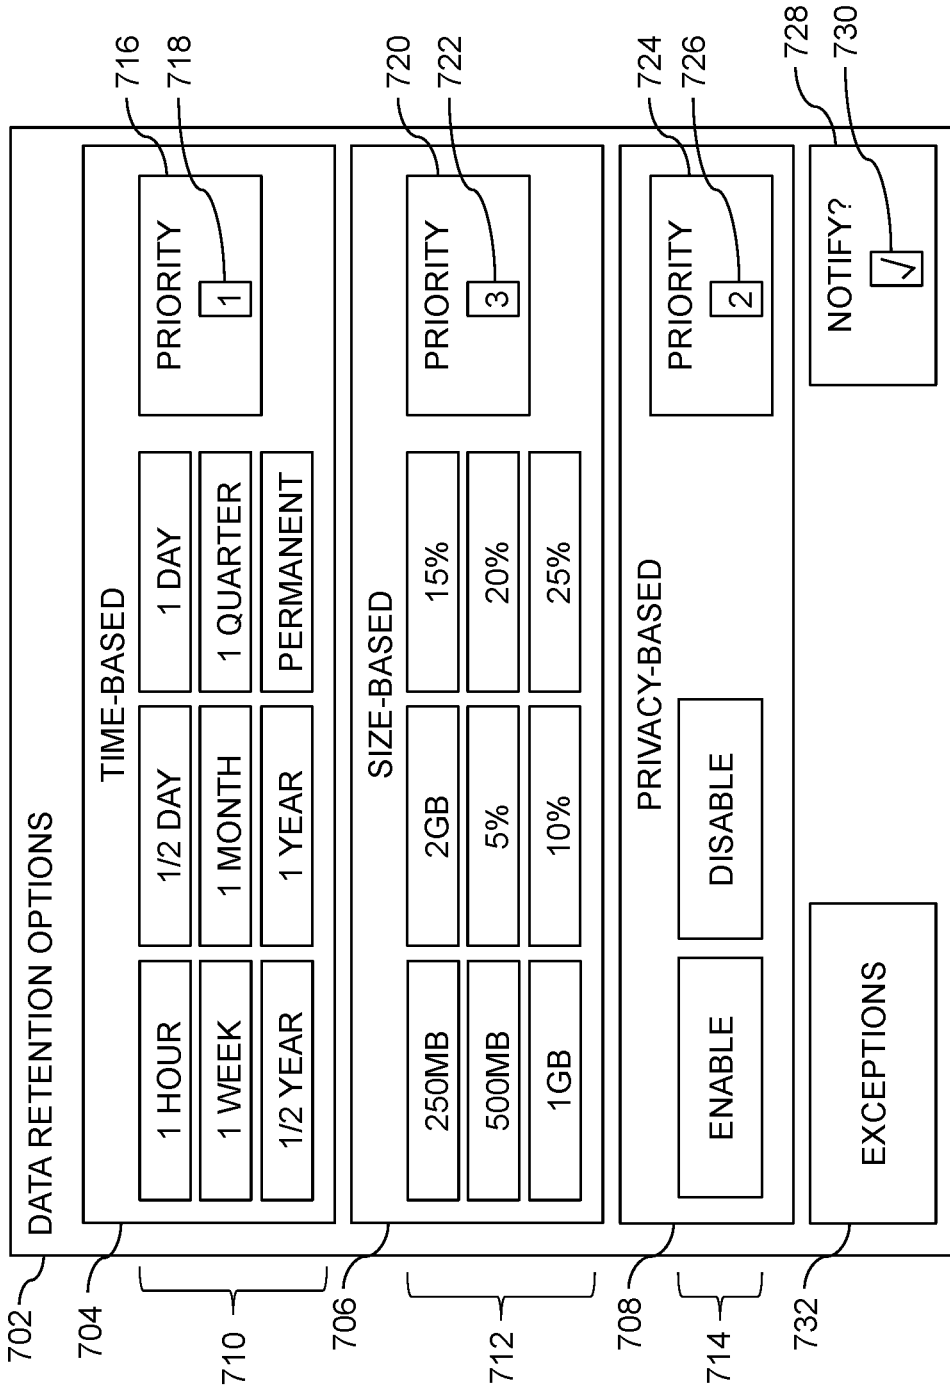 702
DATA RETENTION OPTIONS
704
TIME-BASED
710
1 HOUR
1/2 DAY
1 DAY
1 WEEK
1 MONTH
1 QUARTER
1/2 YEAR
1 YEAR
PERMANENT
PRIORITY
1
716
718
706
SIZE-BASED
712
250MB
2GB
15%
500MB
5%
20%
1GB
10%
25%
PRIORITY
3
720
722
708
PRIVACY-BASED
714
ENABLE
DISABLE
PRIORITY
2
724
726
732
EXCEPTIONS
NOTIFY?
√
728
730